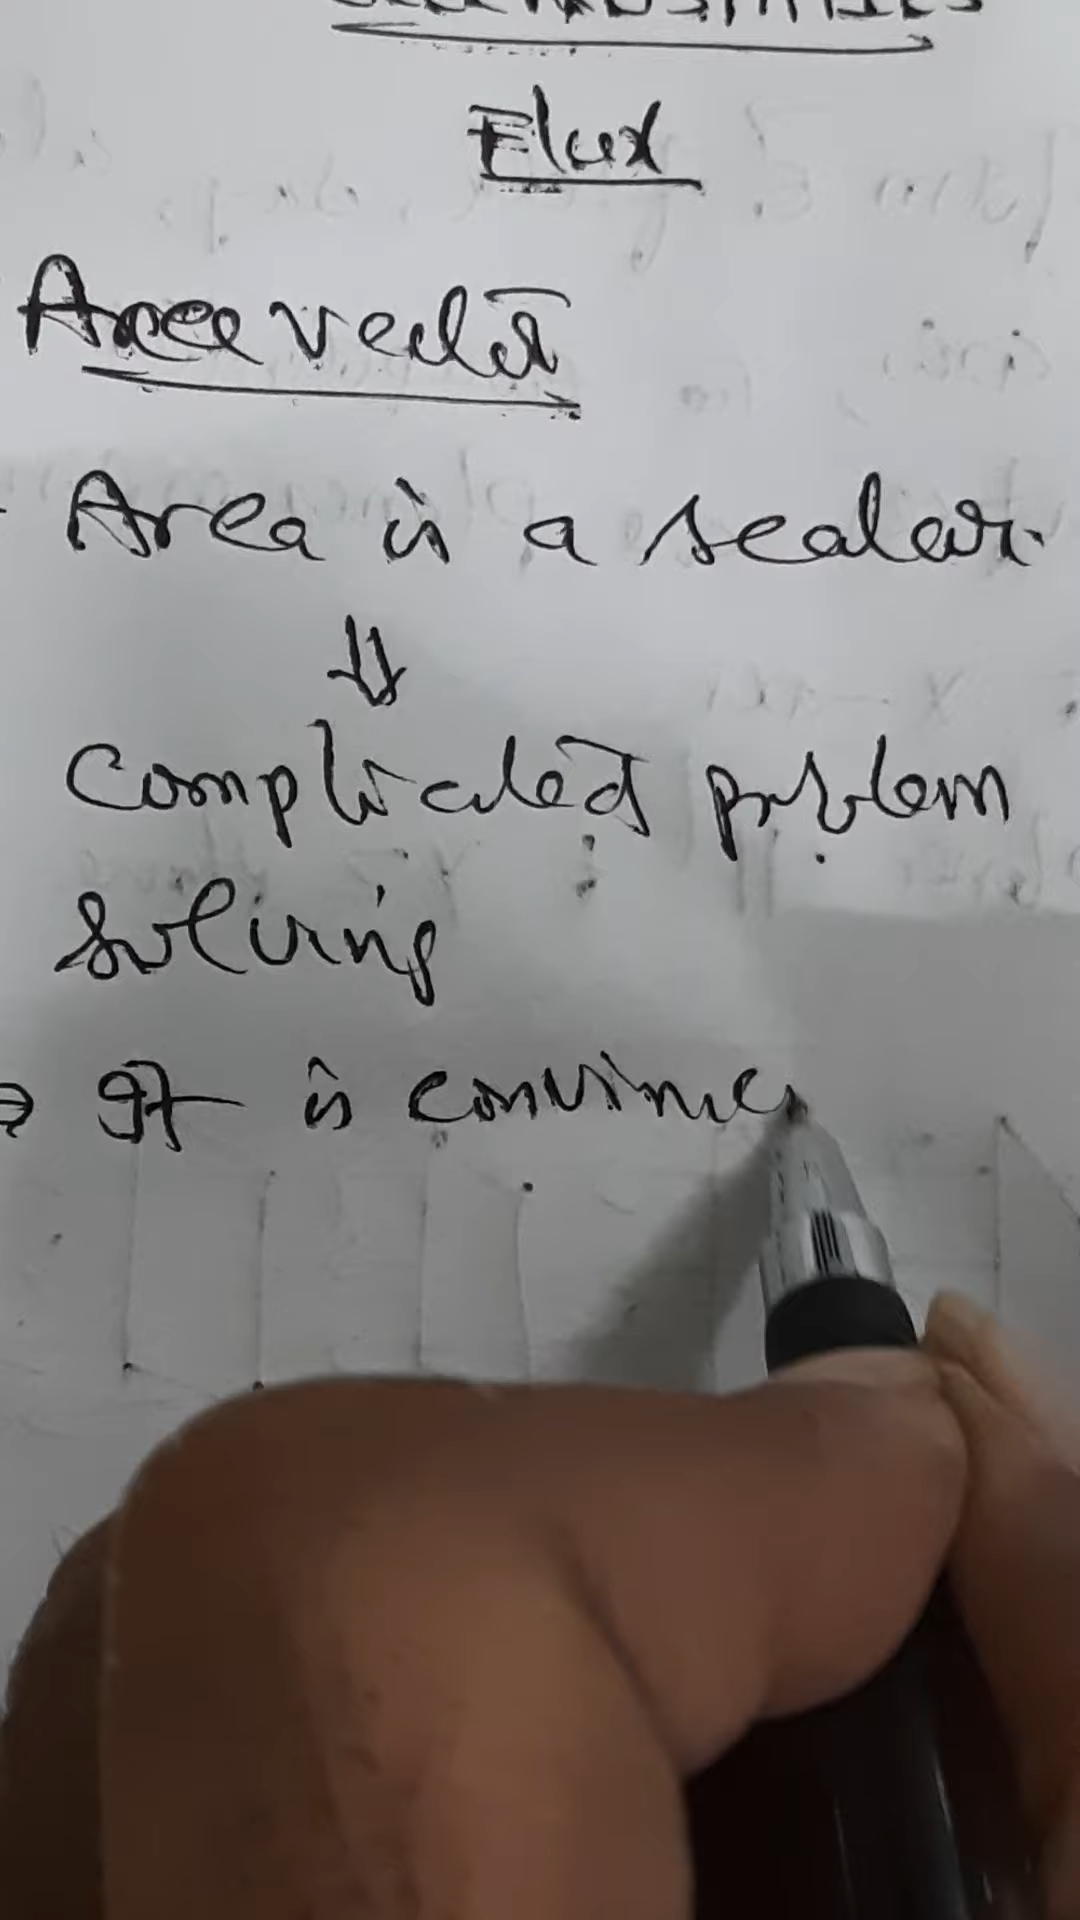 Flux
Area vector
Area is a scalar.
⇓
Complicated problem
solving
⇒ It is convinc